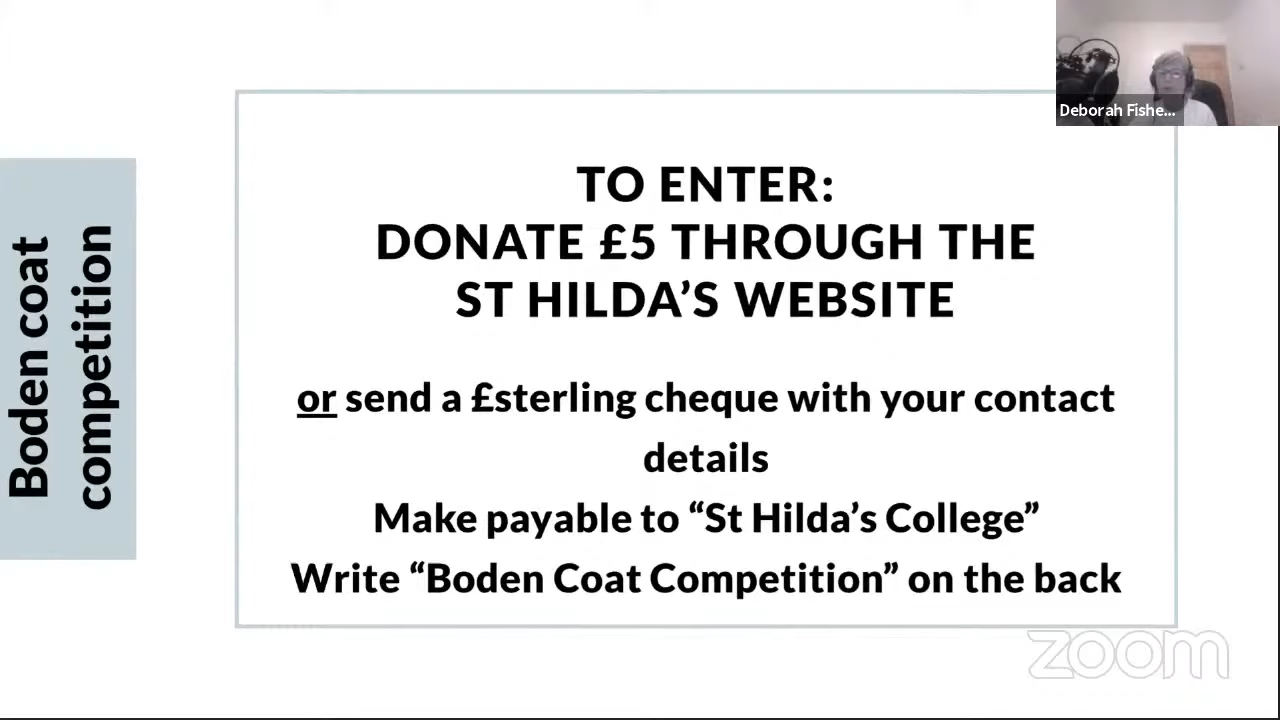 Deborah Fishe...
Boden coat
competition
TO ENTER:
DONATE £5 THROUGH THE
ST HILDA’S WEBSITE
or send a £sterling cheque with your contact
details
Make payable to “St Hilda’s College”
Write “Boden Coat Competition” on the back
zoom